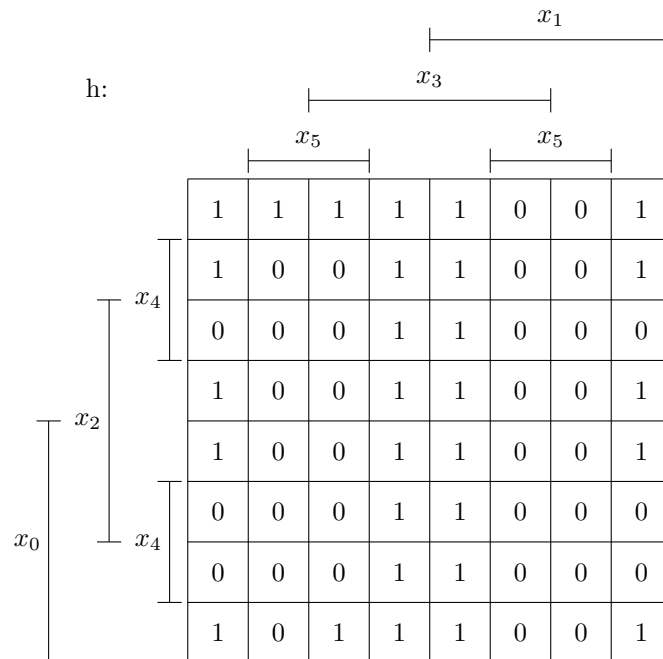 x₁
h:
x₃
x₅ x₅
1 1 1 1 1 0 0 1
1 0 0 1 1 0 0 1
x₄
0 0 0 1 1 0 0 0
1 0 0 1 1 0 0 1
x₂
1 0 0 1 1 0 0 1
0 0 0 1 1 0 0 0
x₀ x₄
0 0 0 1 1 0 0 0
1 0 1 1 1 0 0 1